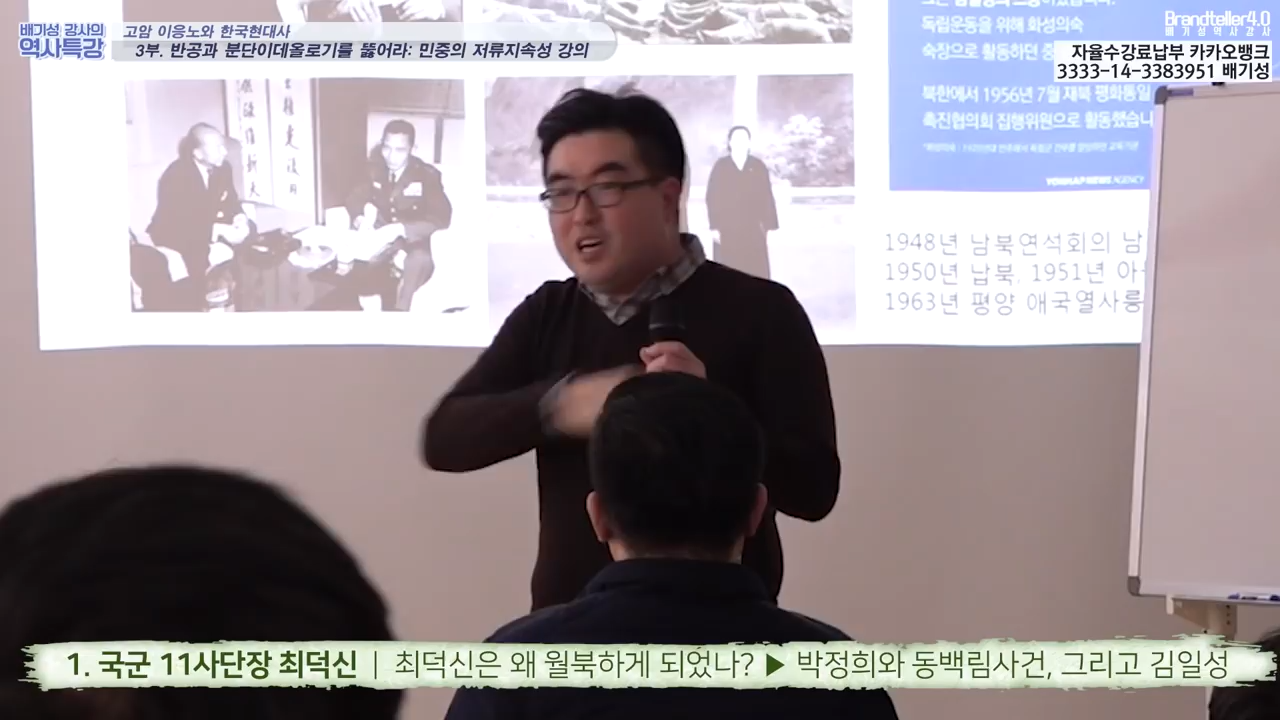 배기성 강사의
역사특강
고암 이응노와 한국현대사
3부. 반공과 분단이데올로기를 뚫어라: 민중의 저류지속성 강의
Brandteller4.0
배기성역사강사
자율수강료납부 카카오뱅크
3333-14-3383951 배기성
독립운동을 위해 화성의숙
숙장으로 활동하던 중
북한에서 1956년 7월 재북 평화통일
촉진협의회 집행위원으로 활동했습니
YONHAP NEWS AGENCY
1948년 남북연석회의 남
1950년 납북, 1951년
1963년 평양 애국열사릉
1. 국군 11사단장 최덕신 | 최덕신은 왜 월북하게 되었나? ▶ 박정희와 동백림사건, 그리고 김일성